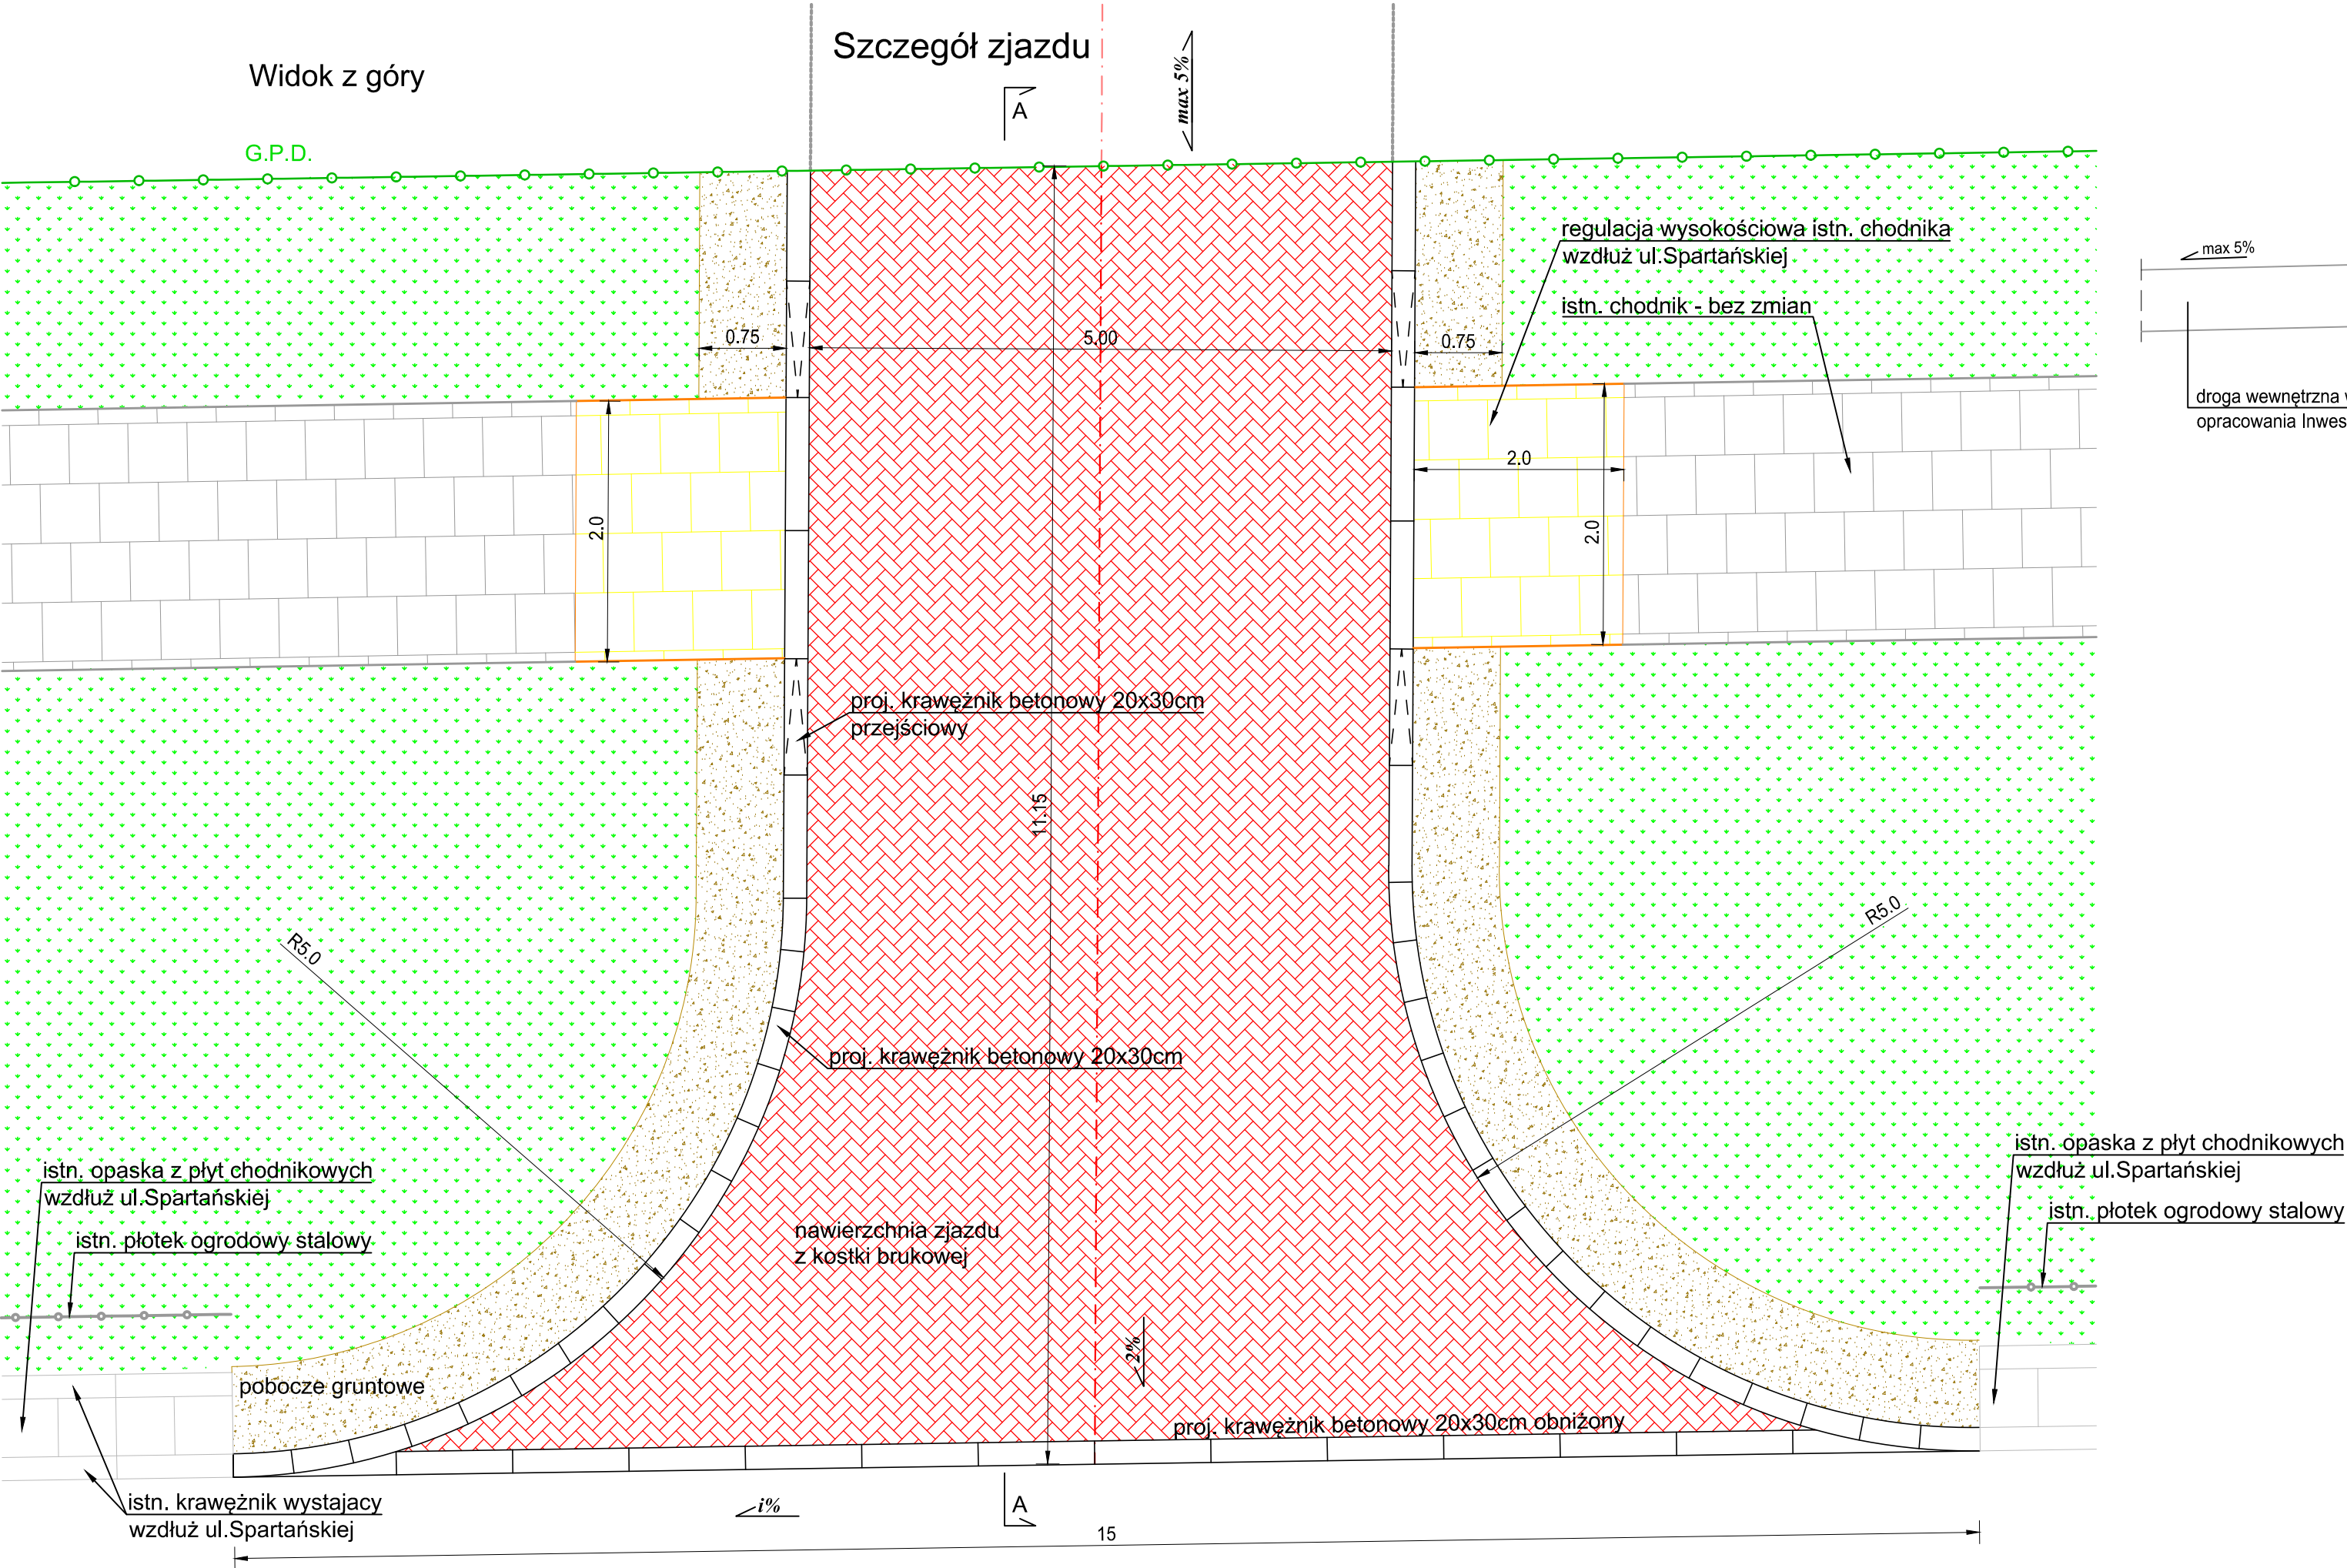 Szczegół zjazdu
Widok z góry
A
max 5%
G.P.D.
regulacja wysokościowa istn. chodnika
wzdłuż ul.Spartańskiej
istn. chodnik - bez zmian
max 5%
droga wewnętrzna
opracowania Inwes
0.75
5.00
0.75
2.0
2.0
2.0
proj. krawężnik betonowy 20x30cm
przejściowy
11.15
R5.0
R5.0
proj. krawężnik betonowy 20x30cm
istn. opaska z płyt chodnikowych
wzdłuż ul.Spartańskiej
istn. płotek ogrodowy stalowy
istn. opaska z płyt chodnikowych
wzdłuż ul.Spartańskiej
istn. płotek ogrodowy stalowy
nawierzchnia zjazdu
z kostki brukowej
2%
pobocze gruntowe
proj. krawężnik betonowy 20x30cm obniżony
istn. krawężnik wystajacy
wzdłuż ul.Spartańskiej
i%
A
15